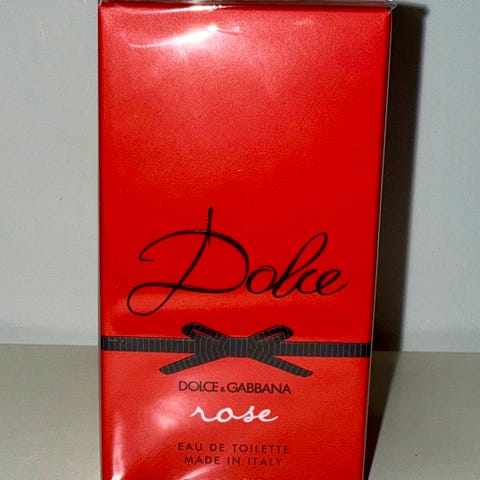 Dolce
DOLCE & GABBANA
rose
EAU DE TOILETTE
MADE IN ITALY